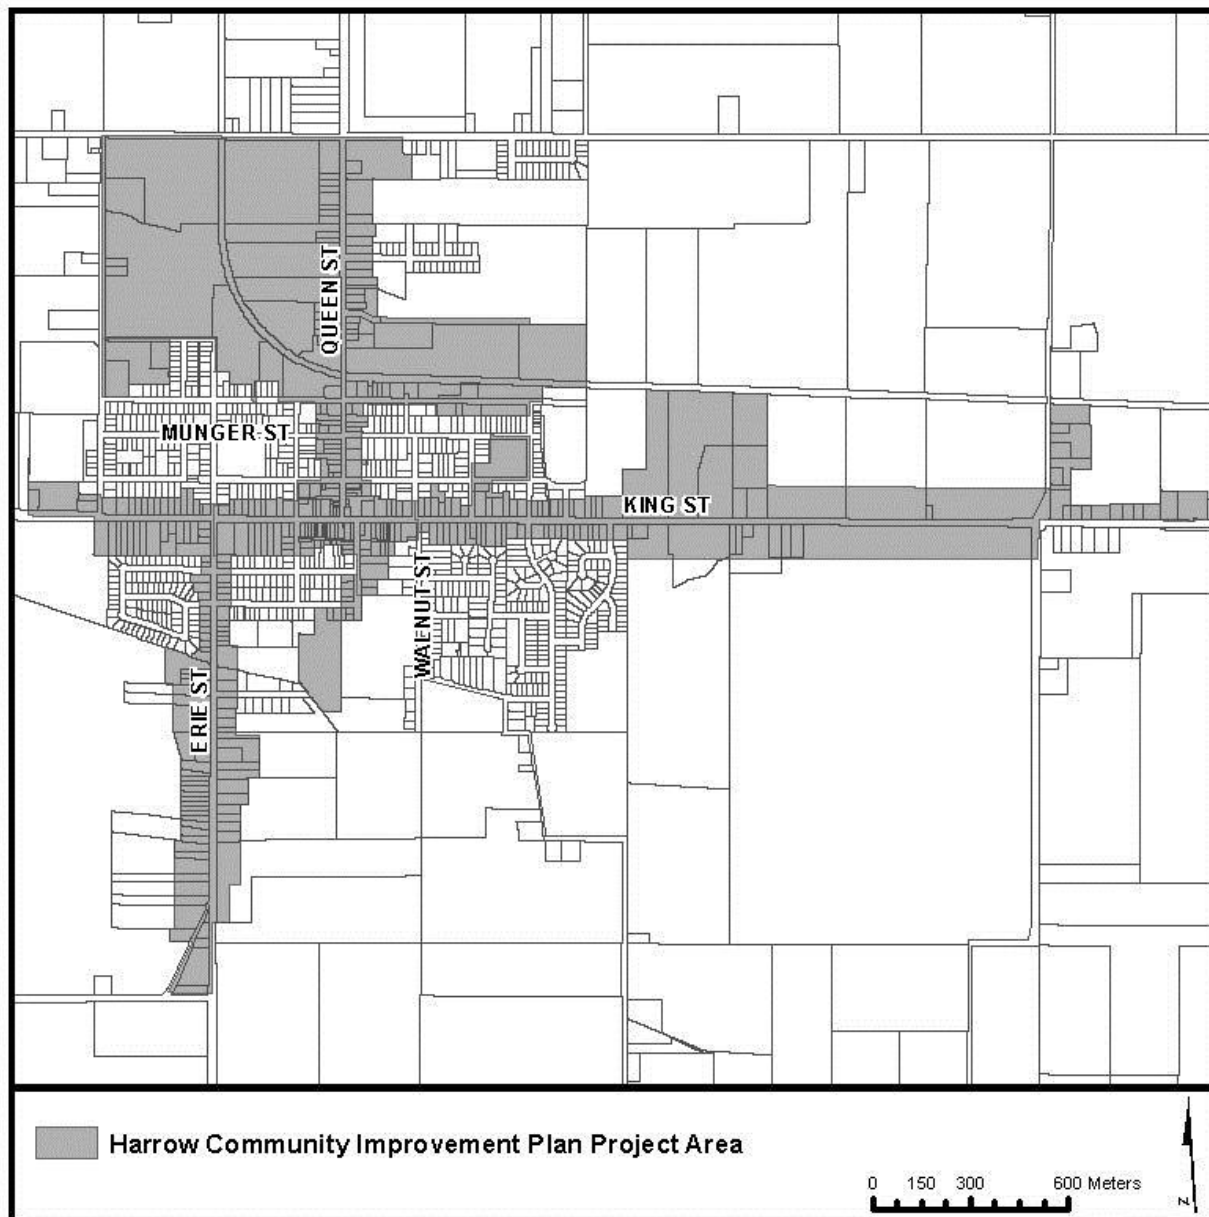 QUEEN ST
MUNGER ST
KING ST
WALNUT ST
ERIE ST
Harrow Community Improvement Plan Project Area
0 150 300 600 Meters
N